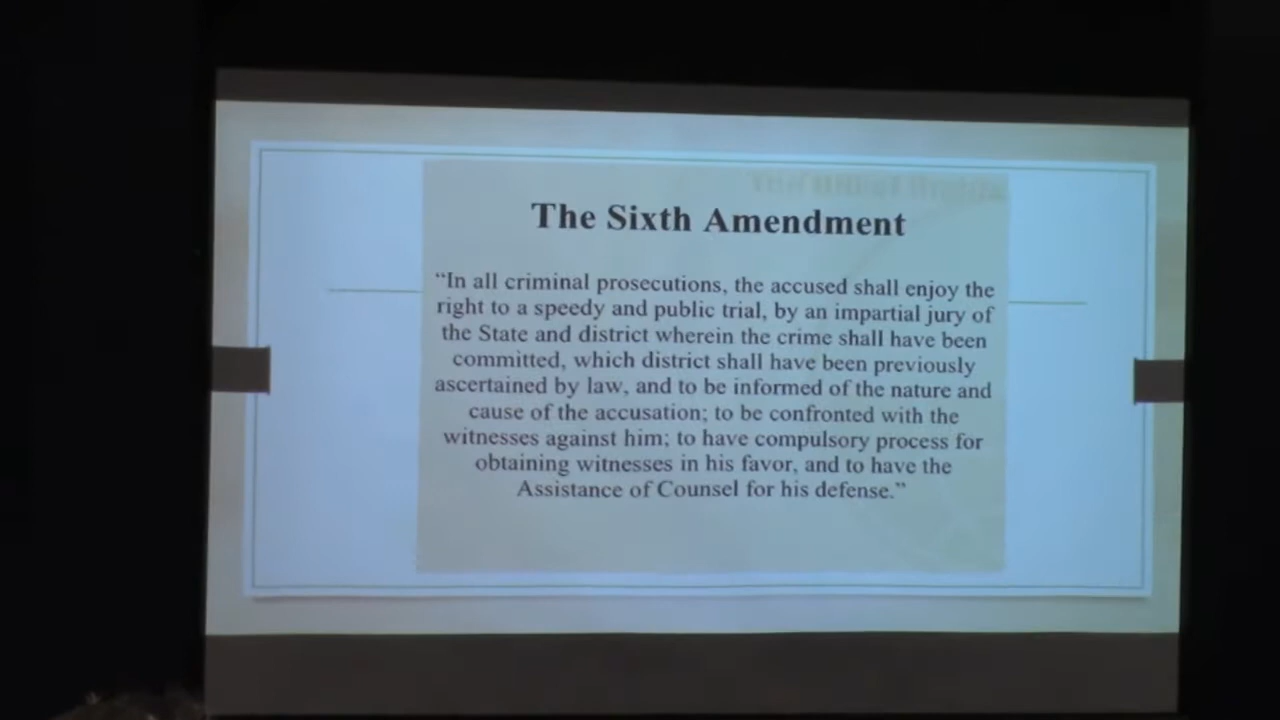 The Sixth Amendment
“In all criminal prosecutions, the accused shall enjoy the
right to a speedy and public trial, by an impartial jury of
the State and district wherein the crime shall have been
committed, which district shall have been previously
ascertained by law, and to be informed of the nature and
cause of the accusation; to be confronted with the
witnesses against him; to have compulsory process for
obtaining witnesses in his favor, and to have the
Assistance of Counsel for his defense.”